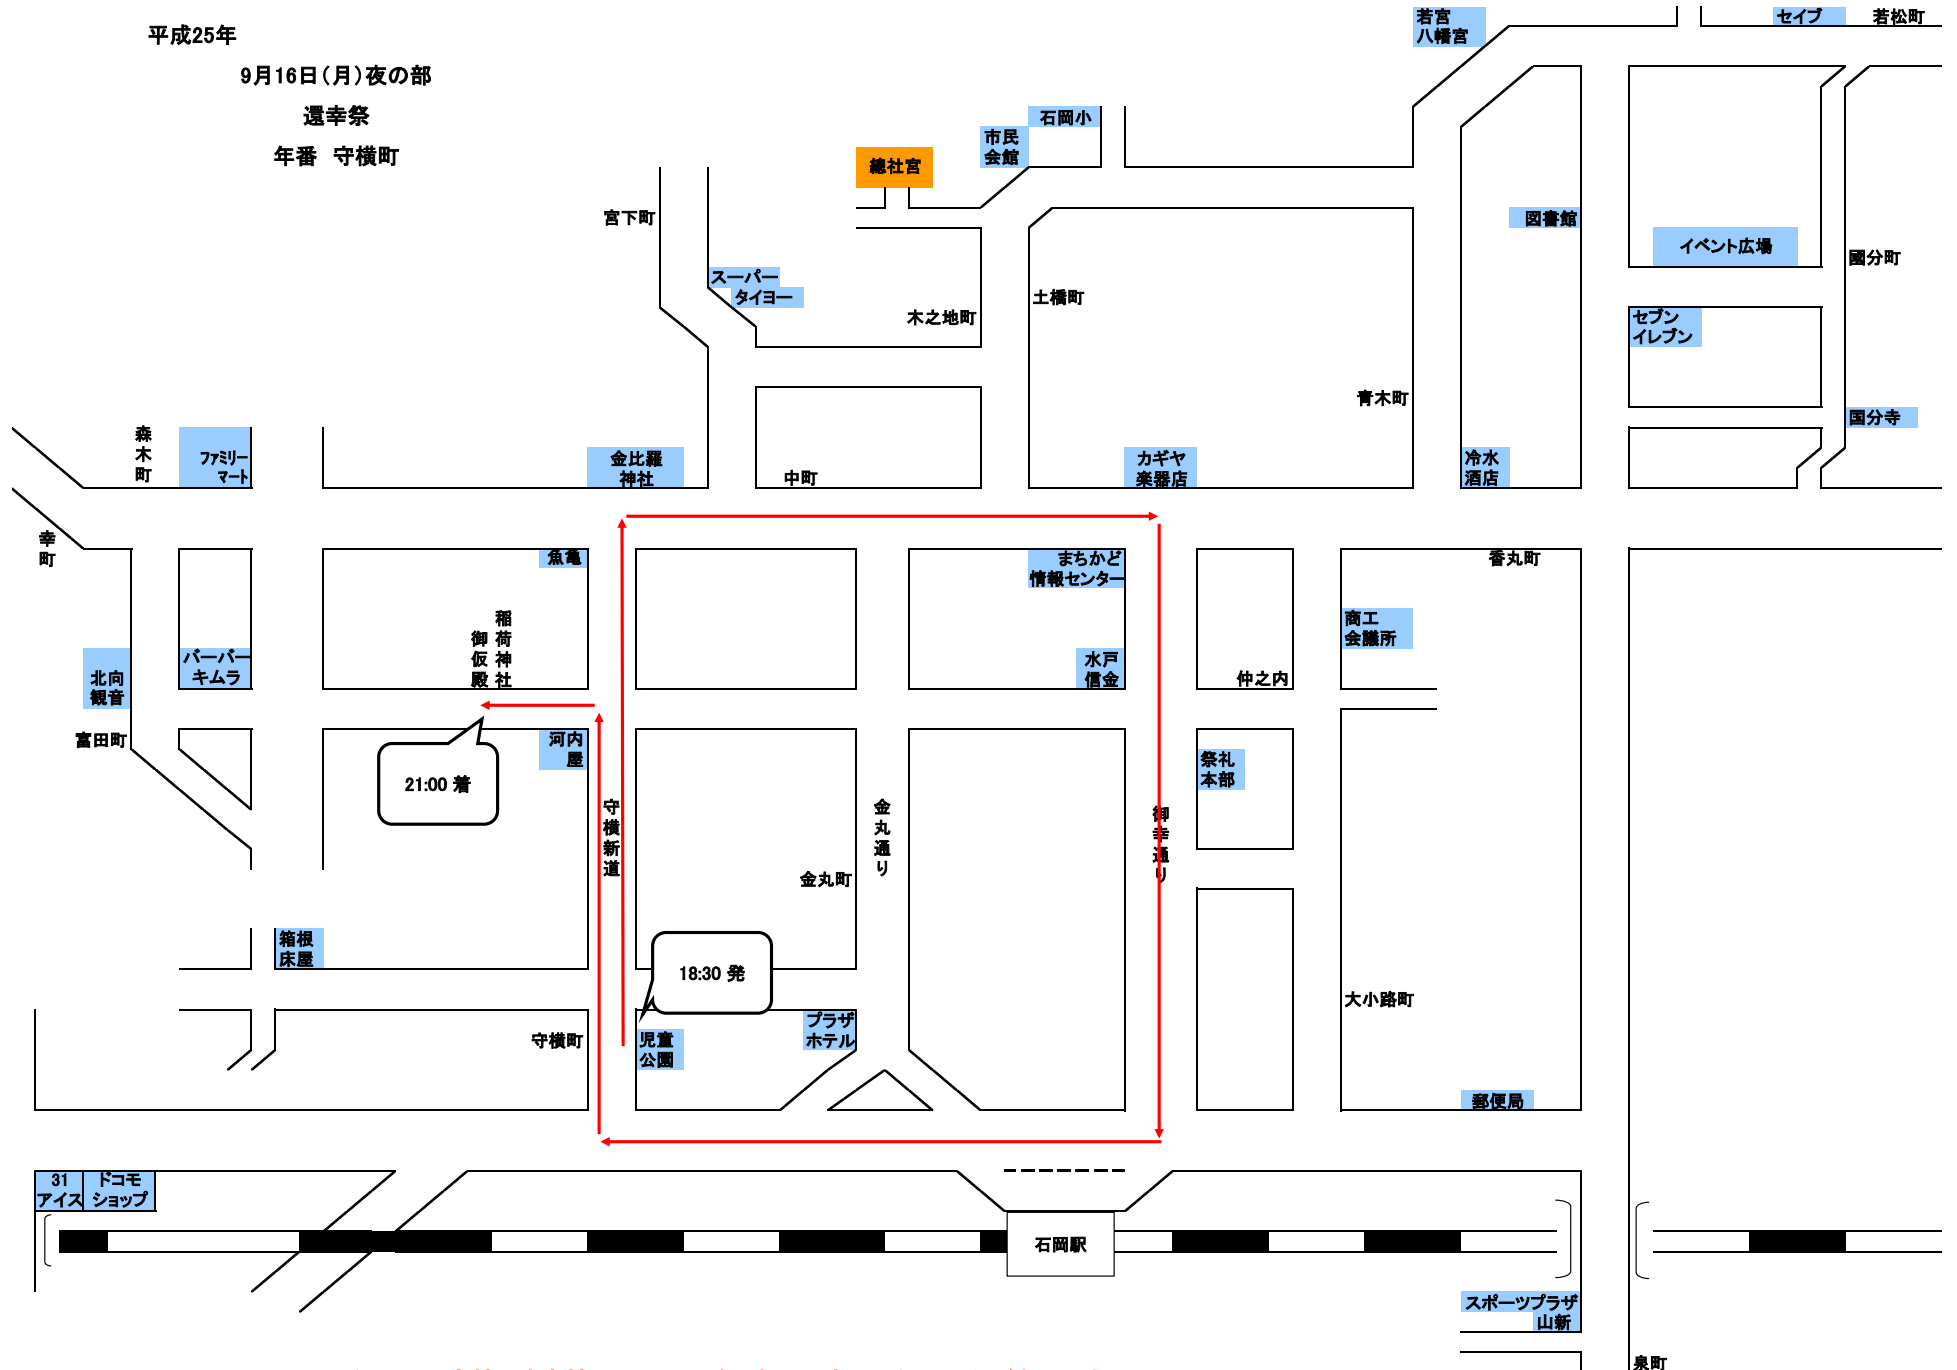 平成25年
9月16日（月）夜の部
還幸祭
年番　守横町
若宮
八幡宮
セイブ
若松町
石岡小
市民
会館
總社宮
宮下町
図書館
イベント広場
國分町
スーパー
タイヨー
木之地町
土橋町
セブン
イレブン
青木町
国分寺
森木町
ファミリー
マート
金比羅
神社
中町
カギヤ
楽器店
冷水
酒店
幸町
魚亀
まちかど
情報センター
香丸町
稲荷神社
御仮殿
商工
会議所
北向
観音
バーバー
キムラ
水戸
信金
仲之内
富田町
河内
屋
21:00 着
祭礼
本部
守横新道
金丸通り
御幸通り
金丸町
箱根
床屋
18:30 発
大小路町
守横町
児童
公園
プラザ
ホテル
郵便局
31
アイス
ドコモ
ショップ
石岡駅
スポーツプラザ
山新
泉町